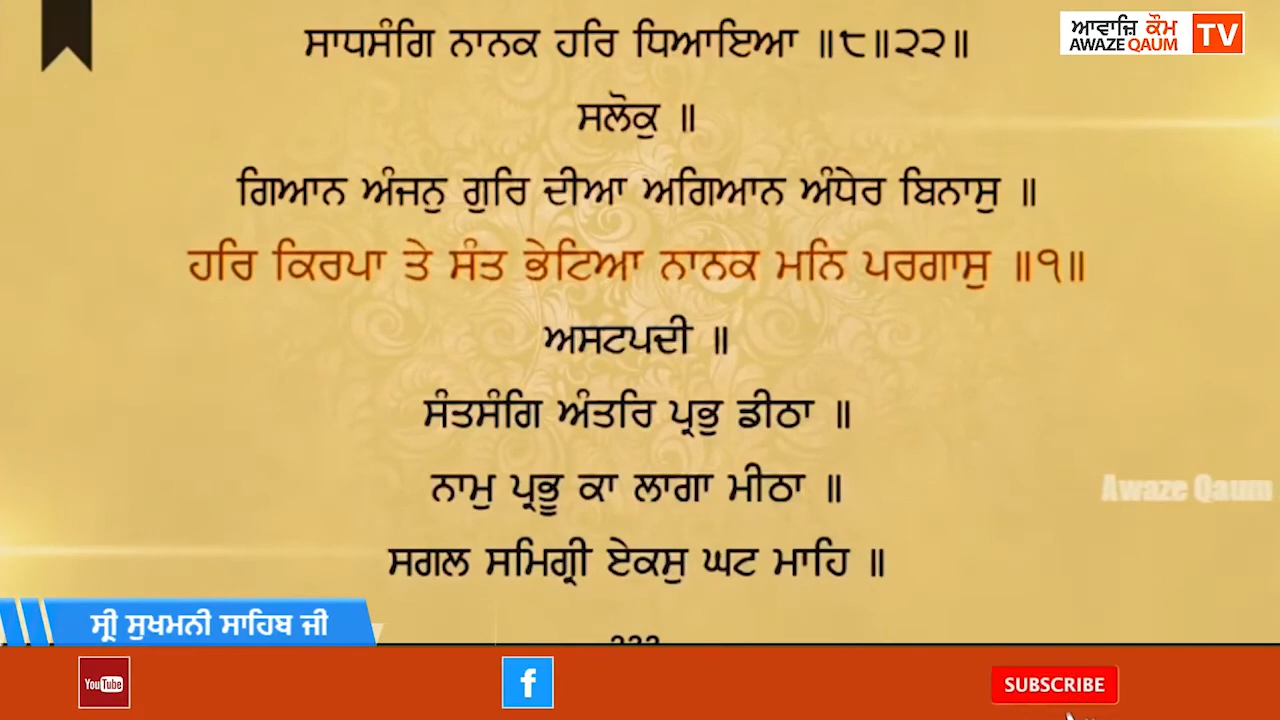 ਸਾਧਸੰਗਿ ਨਾਨਕ ਹਰਿ ਧਿਆਇਆ ॥੮॥੨੨॥
ਆਵਾਜ਼ਿ ਕੌਮ
AWAZE QAUM
TV
ਸਲੋਕੁ ॥
ਗਿਆਨ ਅੰਜਨੁ ਗੁਰਿ ਦੀਆ ਅਗਿਆਨ ਅੰਧੇਰ ਬਿਨਾਸੁ ॥
ਹਰਿ ਕਿਰਪਾ ਤੇ ਸੰਤ ਭੇਟਿਆ ਨਾਨਕ ਮਨਿ ਪਰਗਾਸੁ ॥੧॥
ਅਸਟਪਦੀ ॥
ਸੰਤਸੰਗਿ ਅੰਤਰਿ ਪ੍ਰਭੁ ਡੀਠਾ ॥
ਨਾਮੁ ਪ੍ਰਭੂ ਕਾ ਲਾਗਾ ਮੀਠਾ ॥
Awaze Qaum
ਸਗਲ ਸਮਿਗ੍ਰੀ ਏਕਸੁ ਘਟ ਮਾਹਿ ॥
ਸ੍ਰੀ ਸੁਖਮਨੀ ਸਾਹਿਬ ਜੀ
YouTube
f
SUBSCRIBE